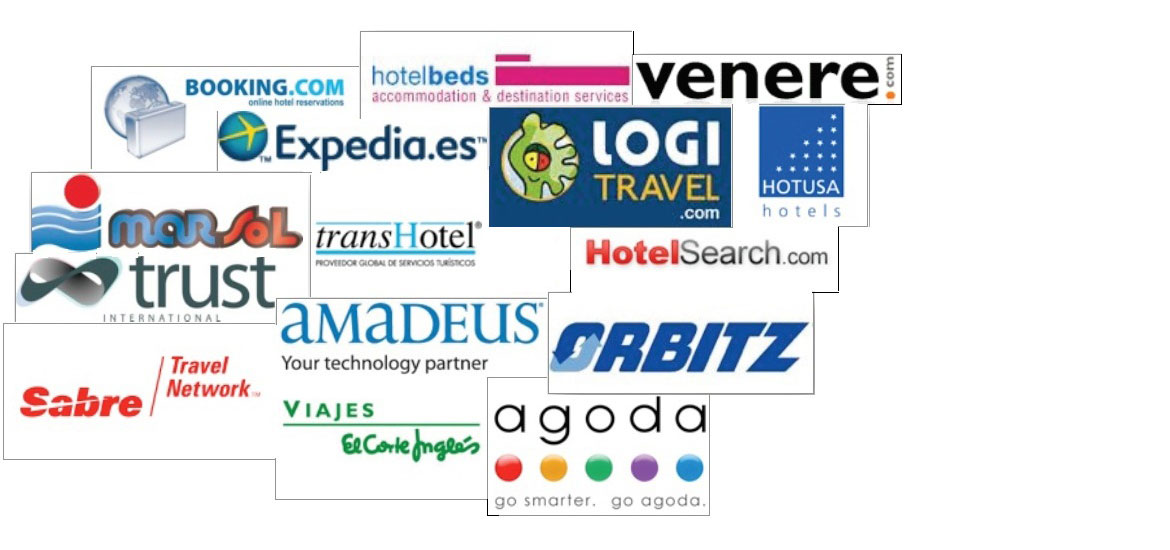 BOOKING.COM
online hotel reservations
hotelbeds
accommodation & destination services
venere.com
Expedia.es™
LOGI
TRAVEL
.com
HOTUSA
hotels
marsol
transHotel®
PROVEEDOR GLOBAL DE SERVICIOS TURÍSTICOS
HotelSearch.com
trust
INTERNATIONAL
amadeus®
Your technology partner
ORBITZ
Sabre
Travel
Network™
VIAJES
El Corte Inglés
agoda
go smarter. go agoda.